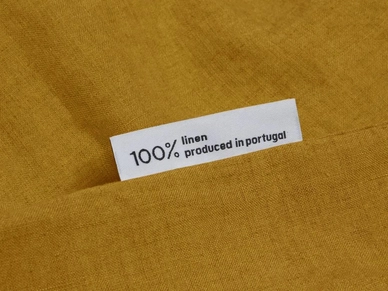 100% linen
produced in portugal